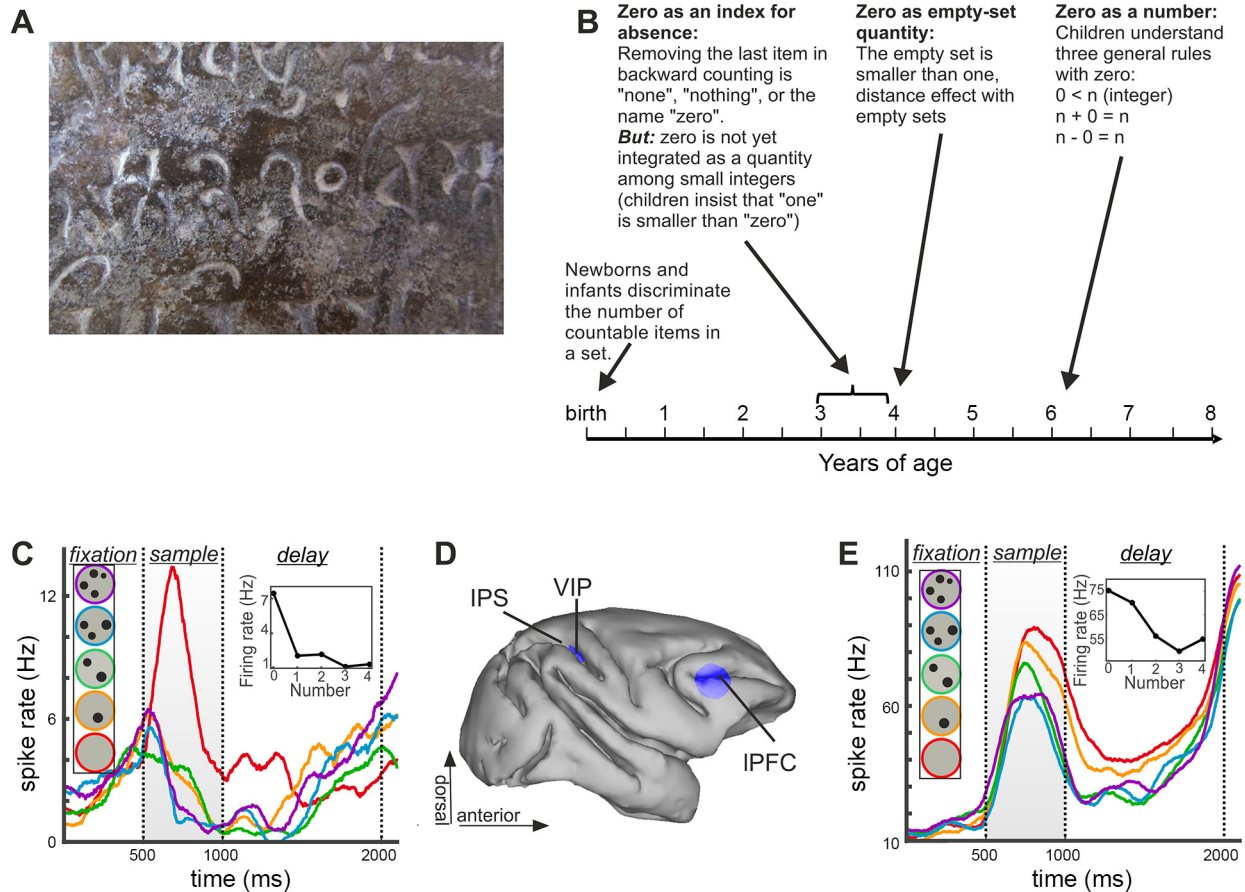 A
B
Zero as an index for
absence:
Removing the last item in
backward counting is
"none", "nothing", or the
name "zero".
But: zero is not yet
integrated as a quantity
among small integers
(children insist that "one"
is smaller than "zero")
Zero as empty-set
quantity:
The empty set is
smaller than one,
distance effect with
empty sets
Zero as a number:
Children understand
three general rules
with zero:
0 < n (integer)
n + 0 = n
n - 0 = n
Newborns and
infants discriminate
the number of
countable items in
a set.
birth 1 2 3 4 5 6 7 8
Years of age
C
fixation sample delay
spike rate (Hz)
12
6
0
500 1000 2000
time (ms)
Firing rate (Hz)
7
4
1
0 1 2 3 4
Number
D
IPS
VIP
lPFC
dorsal
anterior
E
fixation sample delay
spike rate (Hz)
110
60
10
500 1000 2000
time (ms)
Firing rate (Hz)
75
65
55
0 1 2 3 4
Number